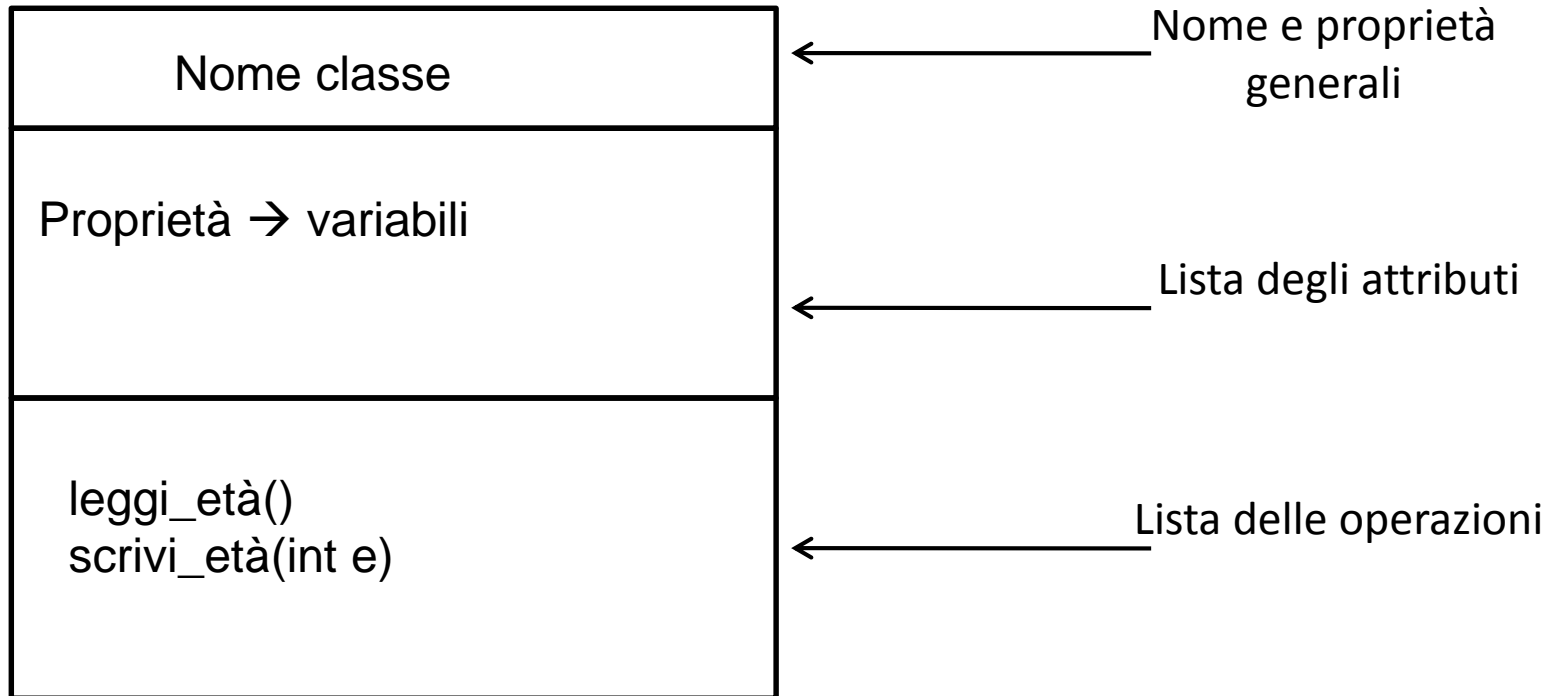 Nome classe
Nome e proprietà
generali
Proprietà → variabili
Lista degli attributi
leggi_età()
scrivi_età(int e)
Lista delle operazioni